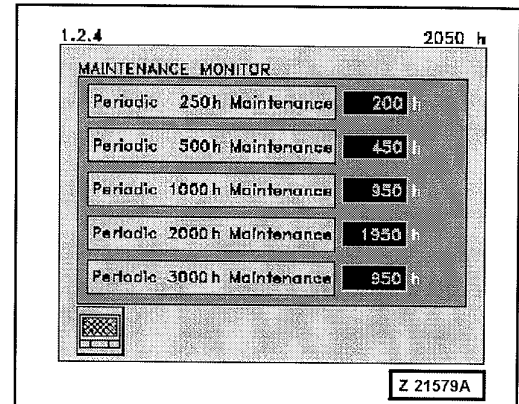 1.2.4 2050 h
MAINTENANCE MONITOR
Periodic 250h Maintenance 200 h
Periodic 500h Maintenance 450 h
Periodic 1000h Maintenance 950 h
Periodic 2000h Maintenance 1950 h
Periodic 3000h Maintenance 950 h
Z 21579A